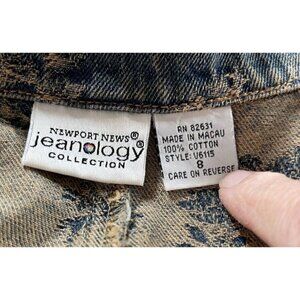 NEWPORT NEWS®
jeanology®
COLLECTION
RN 82631
MADE IN MACAU
100% COTTON
STYLE: U6115
8
CARE ON REVERSE